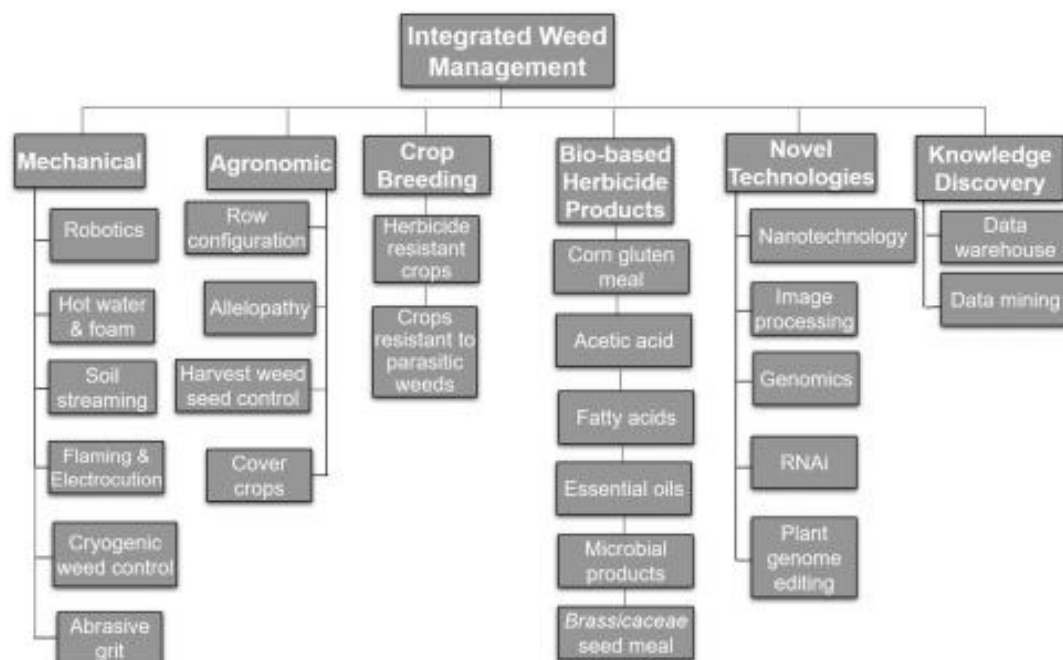 Integrated Weed
Management
Mechanical
Robotics
Hot water
& foam
Soil
streaming
Flaming &
Electrocution
Cryogenic
weed control
Abrasive
grit
Agronomic
Row
configuration
Allelopathy
Harvest weed
seed control
Cover
crops
Crop
Breeding
Herbicide
resistant
crops
Crops
resistant to
parasitic
weeds
Bio-based
Herbicide
Products
Corn gluten
meal
Acetic acid
Fatty acids
Essential oils
Microbial
products
Brassicaceae
seed meal
Novel
Technologies
Nanotechnology
Image
processing
Genomics
RNAi
Plant
genome
editing
Knowledge
Discovery
Data
warehouse
Data mining